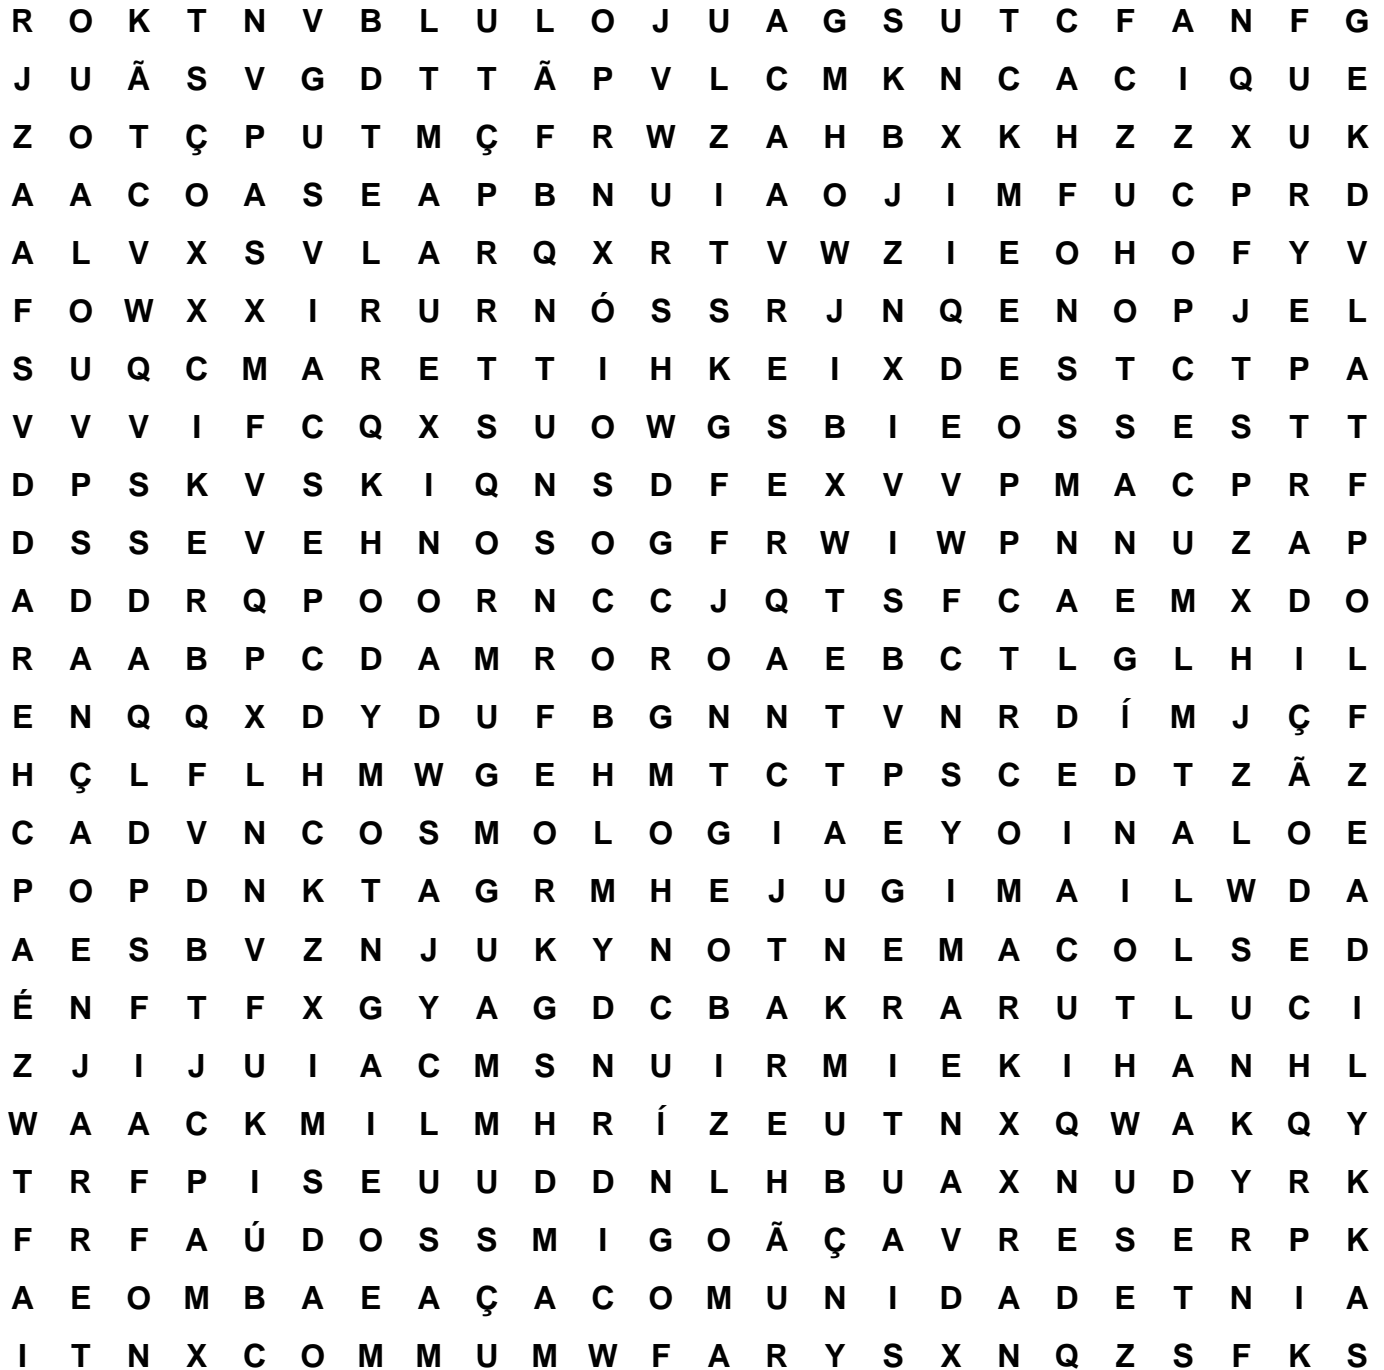 R O K T N V B L U L O J U A G S U T C F A N F G
J U Ã S V G D T T Ã P V L C M K N C A C I Q U E
Z O T Ç P U T M Ç F R W Z A H B X K H Z Z X U K
A A C O A S E A P B N U I A O J I M F U C P R D
A L V X S V L A R Q X R T V W Z I E O H O F Y V
F O W X X I R U R N Ó S S R J N Q E N O P J E L
S U Q C M A R E T T I H K E I X D E S T C T P A
V V V I F C Q X S U O W G S B I E O S S E S T T
D P S K V S K I Q N S D F E X V V P M A C P R F
D S S E V E H N O S O G F R W I W P N N U Z A P
A D D R Q P O O R N C C J Q T S F C A E M X D O
R A A B P C D A M R O R O A E B C T L G L H I L
E N Q Q X D Y D U F B G N N T V N R D Í M J Ç F
H Ç L F L H M W G E H M T C T P S C E D T Z Ã Z
C A D V N C O S M O L O G I A E Y O I N A L O E
P O P D N K T A G R M H E J U G I M A I L W D A
A E S B V Z N J U K Y N O T N E M A C O L S E D
É N F T F X G Y A G D C B A K R A R U T L U C I
Z J I J U I A C M S N U I R M I E K I H A N H L
W A A C K M I L M H R Í Z E U T N X Q W A K Q Y
T R F P I S E U U D D N L H B U A X N U D Y R K
F R F A Ú D O S S M I G O Ã Ç A V R E S E R P K
A E O M B A E A Ç A C O M U N I D A D E T N I A
I T N X C O M M U M W F A R Y S X N Q Z S F K S